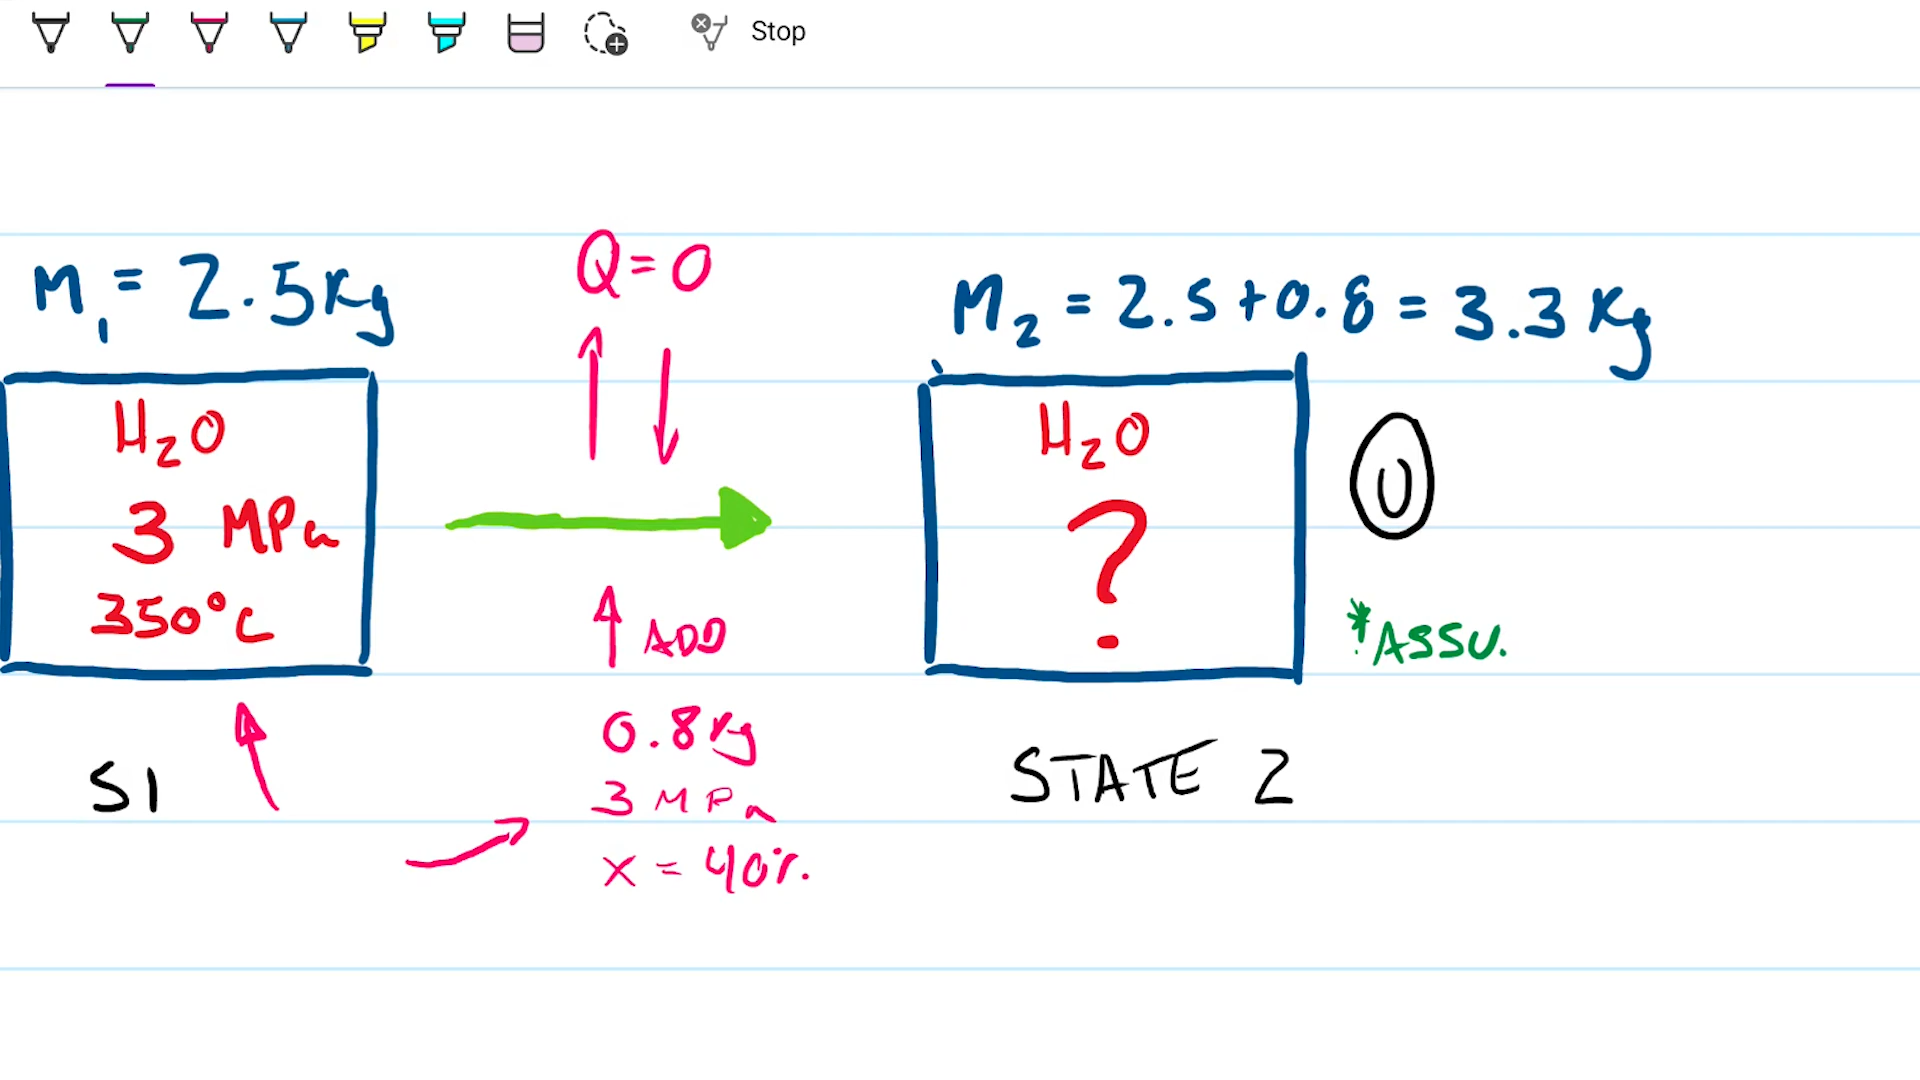 Stop
M₁ = 2.5 Kg
H₂O
3 MPa
350°C
S1
Q = 0
ADD
0.8 Kg
3 MPa
x = 40%.
M₂ = 2.5 + 0.8 = 3.3 Kg
H₂O
?
U
*ASSU.
STATE 2